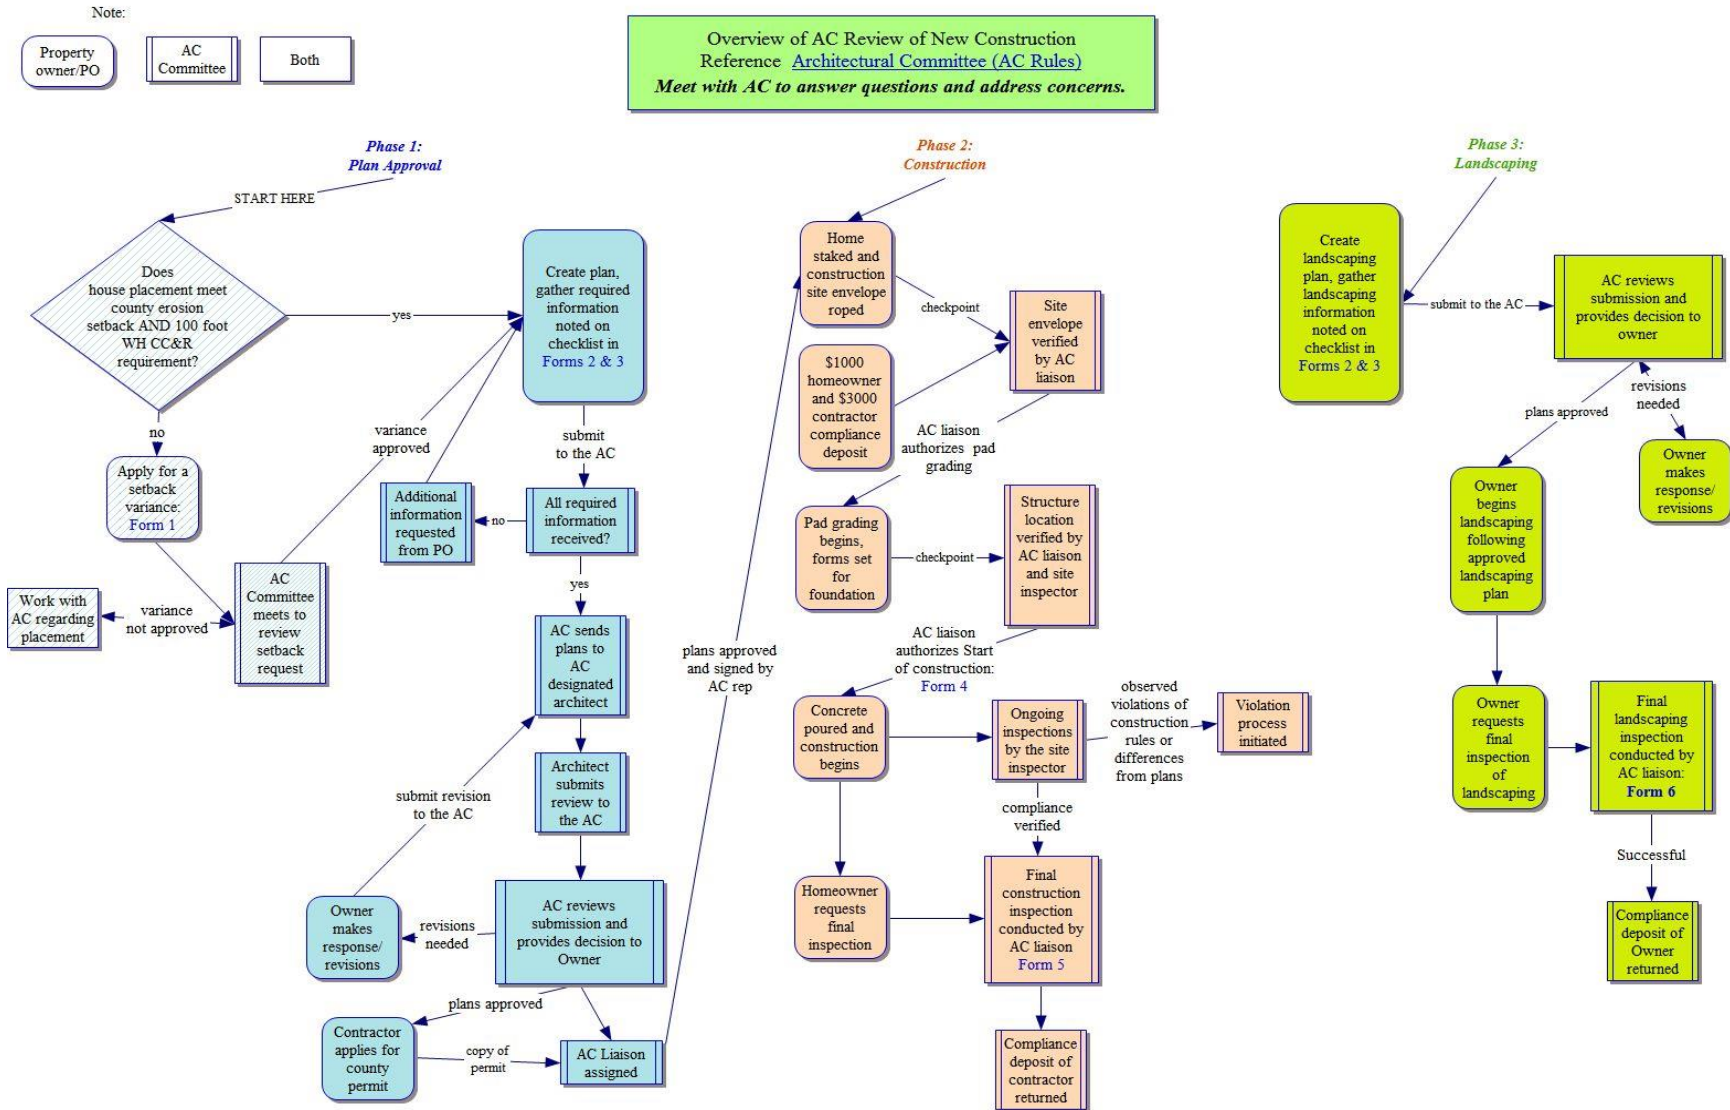 Note:
Property
owner/PO
AC
Committee
Both
Overview of AC Review of New Construction
Reference Architectural Committee (AC Rules)
Meet with AC to answer questions and address concerns.
Phase 1:
Plan Approval
START HERE
Does
house placement meet
county erosion
setback AND 100 foot
WH CC&R
requirement?
yes
no
Apply for a
setback
variance:
Form 1
AC
Committee
meets to
review
setback
request
variance
not approved
Work with
AC regarding
placement
variance
approved
Create plan,
gather required
information
noted on
checklist in
Forms 2 & 3
submit
to the AC
All required
information
received?
no
Additional
information
requested
from PO
yes
AC sends
plans to
AC
designated
architect
Architect
submits
review to
the AC
AC reviews
submission and
provides decision to
Owner
revisions
needed
Owner
makes
response/
revisions
submit revision
to the AC
plans approved
Contractor
applies for
county
permit
copy of
permit
AC Liaison
assigned
plans approved
and signed by
AC rep
Phase 2:
Construction
Home
staked and
construction
site envelope
roped
checkpoint
$1000
homeowner
and $3000
contractor
compliance
deposit
Site
envelope
verified
by AC
liaison
AC liaison
authorizes pad
grading
Pad grading
begins,
forms set
for
foundation
checkpoint
Structure
location
verified by
AC liaison
and site
inspector
AC liaison
authorizes Start
of construction:
Form 4
Concrete
poured and
construction
begins
Ongoing
inspections
by the site
inspector
observed
violations of
construction
rules or
differences
from plans
Violation
process
initiated
compliance
verified
Homeowner
requests
final
inspection
Final
construction
inspection
conducted by
AC liaison
Form 5
Compliance
deposit of
contractor
returned
Phase 3:
Landscaping
Create
landscaping
plan, gather
landscaping
information
noted on
checklist in
Forms 2 & 3
submit to the AC
AC reviews
submission and
provides decision to
owner
revisions
needed
Owner
makes
response/
revisions
plans approved
Owner
begins
landscaping
following
approved
landscaping
plan
Owner
requests
final
inspection
of
landscaping
Final
landscaping
inspection
conducted by
AC liaison:
Form 6
Successful
Compliance
deposit of
Owner
returned